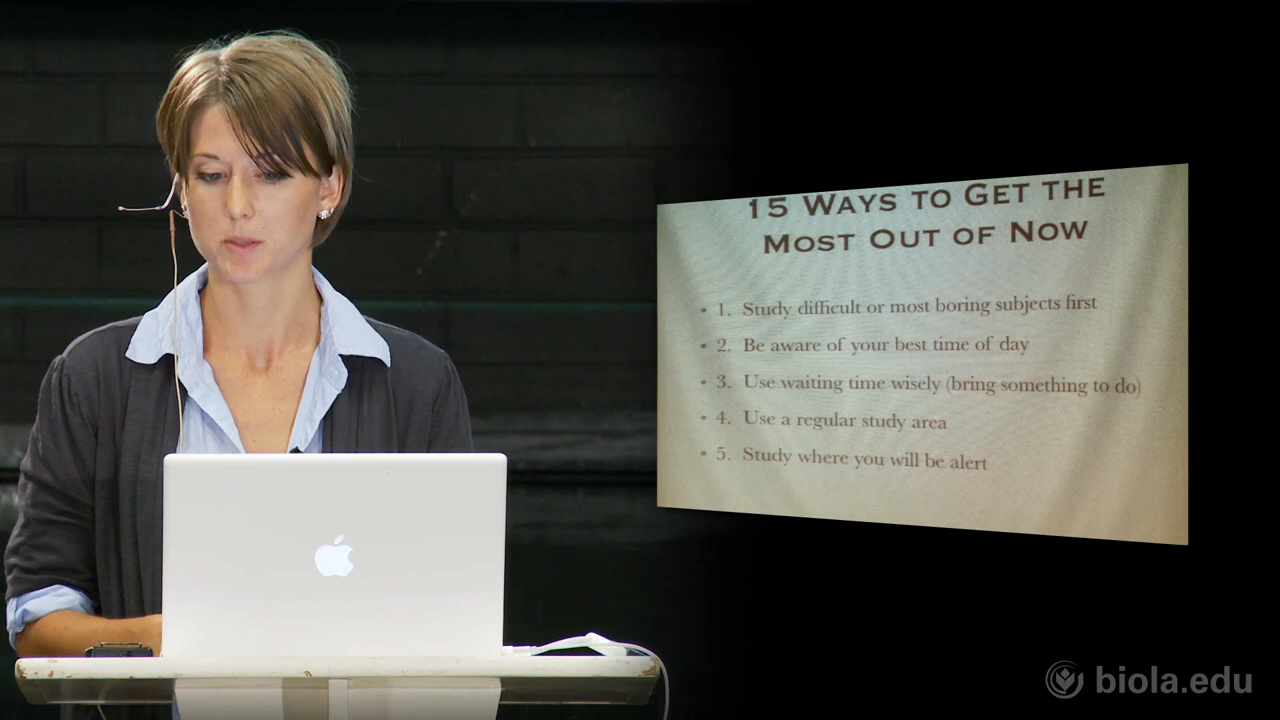 15 WAYS TO GET THE
MOST OUT OF NOW
• 1. Study difficult or most boring subjects first
• 2. Be aware of your best time of day
• 3. Use waiting time wisely (bring something to do)
• 4. Use a regular study area
• 5. Study where you will be alert
biola.edu